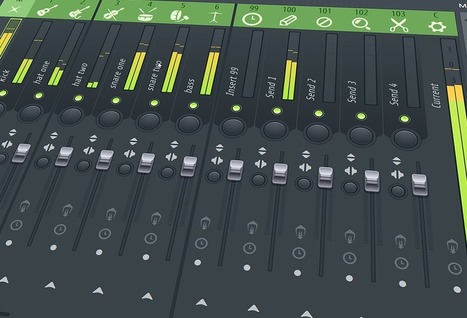 M
4
5
6
99
100
101
102
103
C
Kick
hat one
hat two
snare one
snare two
bass
Insert 99
Send 1
Send 2
Send 3
Send 4
Current